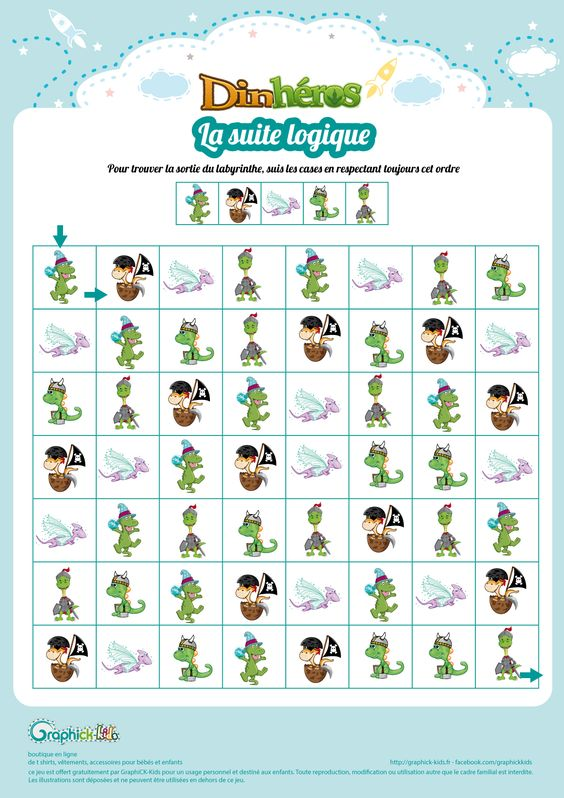 Dinhéros
La suite logique
Pour trouver la sortie du labyrinthe, suis les cases en respectant toujours cet ordre
Graphick-Kids.Co
boutique en ligne
de t shirts, vêtements, accessoires pour bébés et enfants
http://graphick-kids.fr - facebook.com/graphickkids
ce jeu est offert gratuitement par GraphiCK-Kids pour un usage personnel et destiné aux enfants. Toute reproduction, modification ou utilisation autre que le cadre familial est interdite.
Les illustrations sont déposées et ne peuvent être utilisées en dehors de ce jeu.